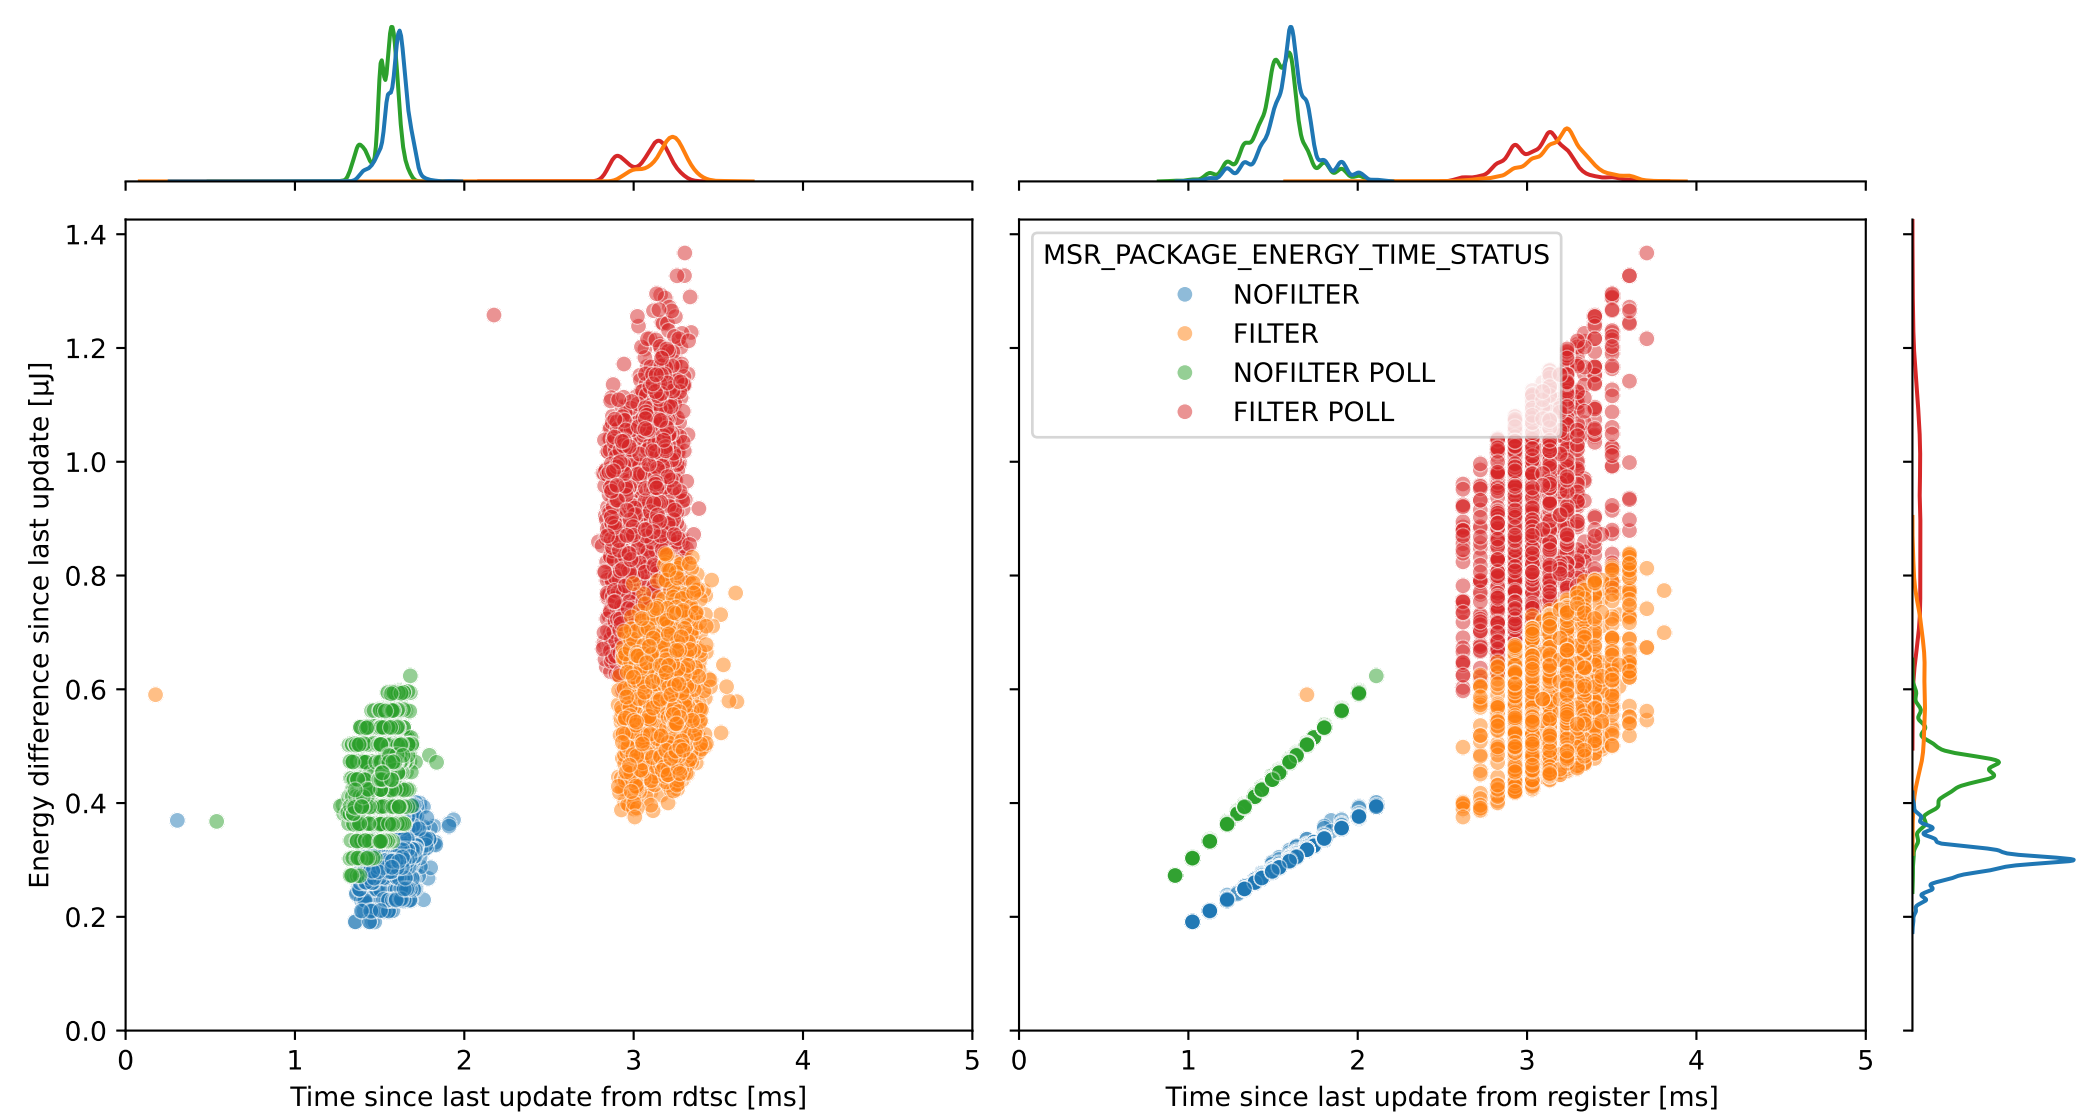 1.4
1.2
1.0
0.8
0.6
0.4
0.2
0.0
Energy difference since last update [µJ]
0 1 2 3 4 5
Time since last update from rdtsc [ms]
MSR_PACKAGE_ENERGY_TIME_STATUS
NOFILTER
FILTER
NOFILTER POLL
FILTER POLL
0 1 2 3 4 5
Time since last update from register [ms]